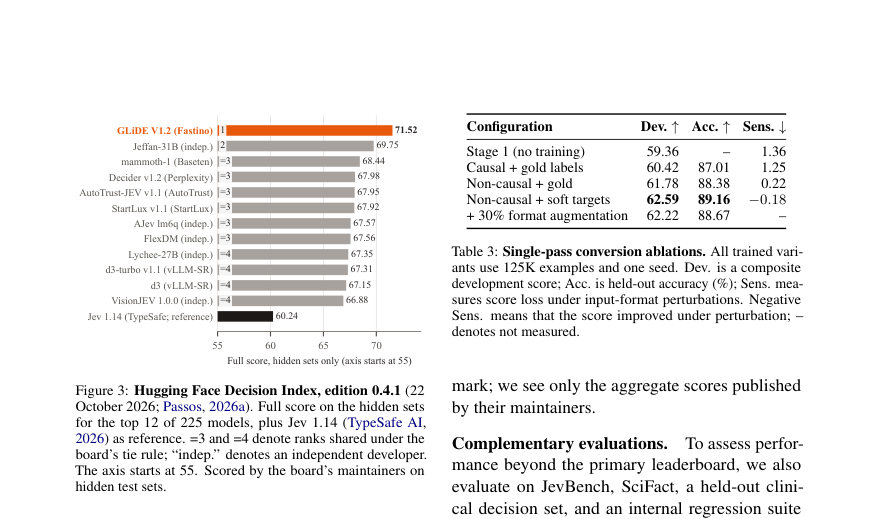 GLiDE V1.2 (Fastino) 1 71.52
Jeffan-31B (indep.) 2 69.75
mammoth-1 (Baseten) =3 68.44
Decider v1.2 (Perplexity) =3 67.98
AutoTrust-JEV v1.1 (AutoTrust) =3 67.95
StartLux v1.1 (StartLux) =3 67.92
AJev lm6q (indep.) =3 67.57
FlexDM (indep.) =3 67.56
Lychee-27B (indep.) =4 67.35
d3-turbo v1.1 (vLLM-SR) =4 67.31
d3 (vLLM-SR) =4 67.15
VisionJEV 1.0.0 (indep.) =4 66.88
Jev 1.14 (TypeSafe; reference) 60.24
55 60 65 70
Full score, hidden sets only (axis starts at 55)
Figure 3: Hugging Face Decision Index, edition 0.4.1 (22
October 2026; Passos, 2026a). Full score on the hidden sets
for the top 12 of 225 models, plus Jev 1.14 (TypeSafe AI,
2026) as reference. =3 and =4 denote ranks shared under the
board's tie rule; “indep.” denotes an independent developer.
The axis starts at 55. Scored by the board's maintainers on
hidden test sets.
Configuration Dev. ↑ Acc. ↑ Sens. ↓
Stage 1 (no training) 59.36 – 1.36
Causal + gold labels 60.42 87.01 1.25
Non-causal + gold 61.78 88.38 0.22
Non-causal + soft targets 62.59 89.16 −0.18
+ 30% format augmentation 62.22 88.67 –
Table 3: Single-pass conversion ablations. All trained vari-
ants use 125K examples and one seed. Dev. is a composite
development score; Acc. is held-out accuracy (%); Sens. mea-
sures score loss under input-format perturbations. Negative
Sens. means that the score improved under perturbation; –
denotes not measured.
mark; we see only the aggregate scores published
by their maintainers.
Complementary evaluations. To assess perfor-
mance beyond the primary leaderboard, we also
evaluate on JevBench, SciFact, a held-out clini-
cal decision set, and an internal regression suite